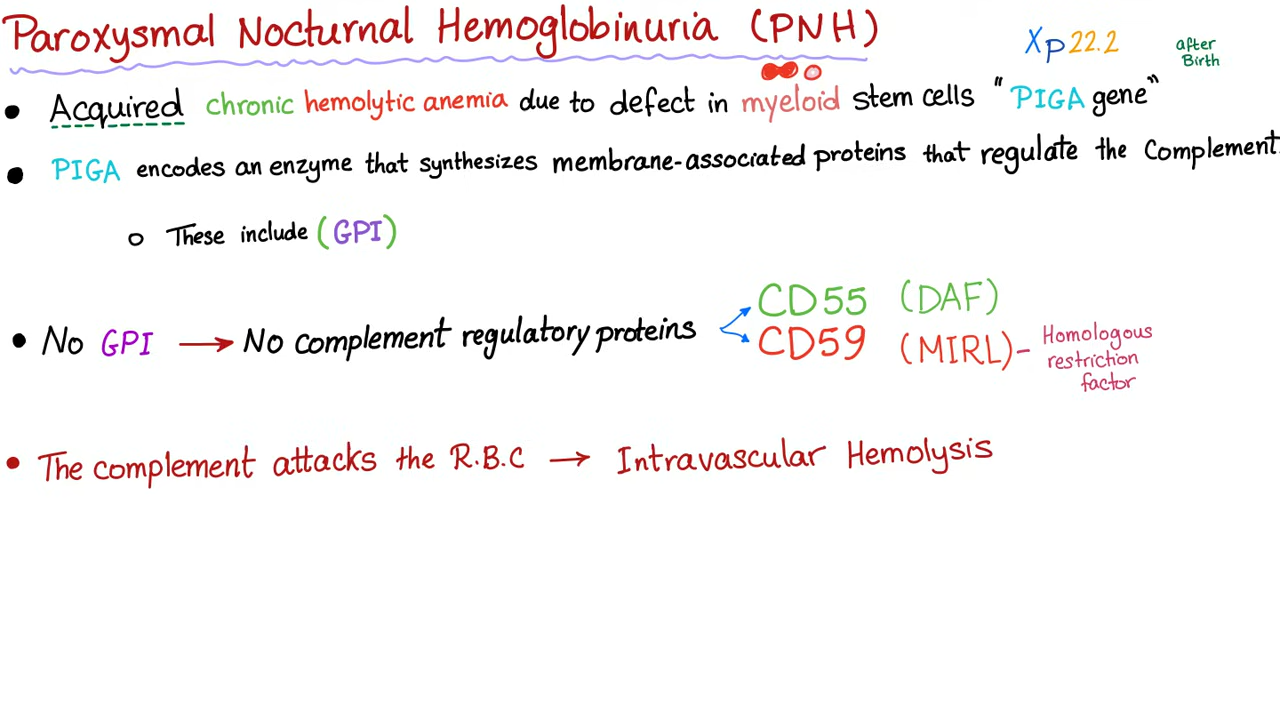 Paroxysmal Nocturnal Hemoglobinuria (PNH)
Xp22.2
after
Birth
• Acquired chronic hemolytic anemia due to defect in myeloid stem cells "PIGA gene"
• PIGA encodes an enzyme that synthesizes membrane-associated proteins that regulate the Complement.
o These include (GPI)
• No GPI → No complement regulatory proteins
CD55 (DAF)
CD59 (MIRL) - Homologous
restriction
factor
• The complement attacks the R.B.C → Intravascular Hemolysis